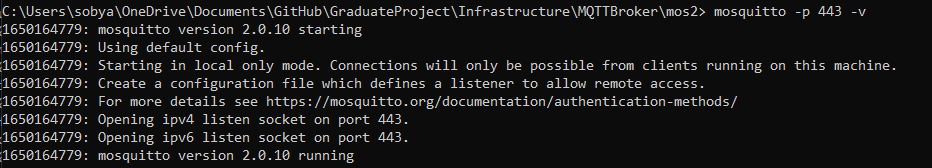 C:\Users\sobya\OneDrive\Documents\GitHub\GraduateProject\Infrastructure\MQTTBroker\mos2> mosquitto -p 443 -v
1650164779: mosquitto version 2.0.10 starting
1650164779: Using default config.
1650164779: Starting in local only mode. Connections will only be possible from clients running on this machine.
1650164779: Create a configuration file which defines a listener to allow remote access.
1650164779: For more details see https://mosquitto.org/documentation/authentication-methods/
1650164779: Opening ipv4 listen socket on port 443.
1650164779: Opening ipv6 listen socket on port 443.
1650164779: mosquitto version 2.0.10 running